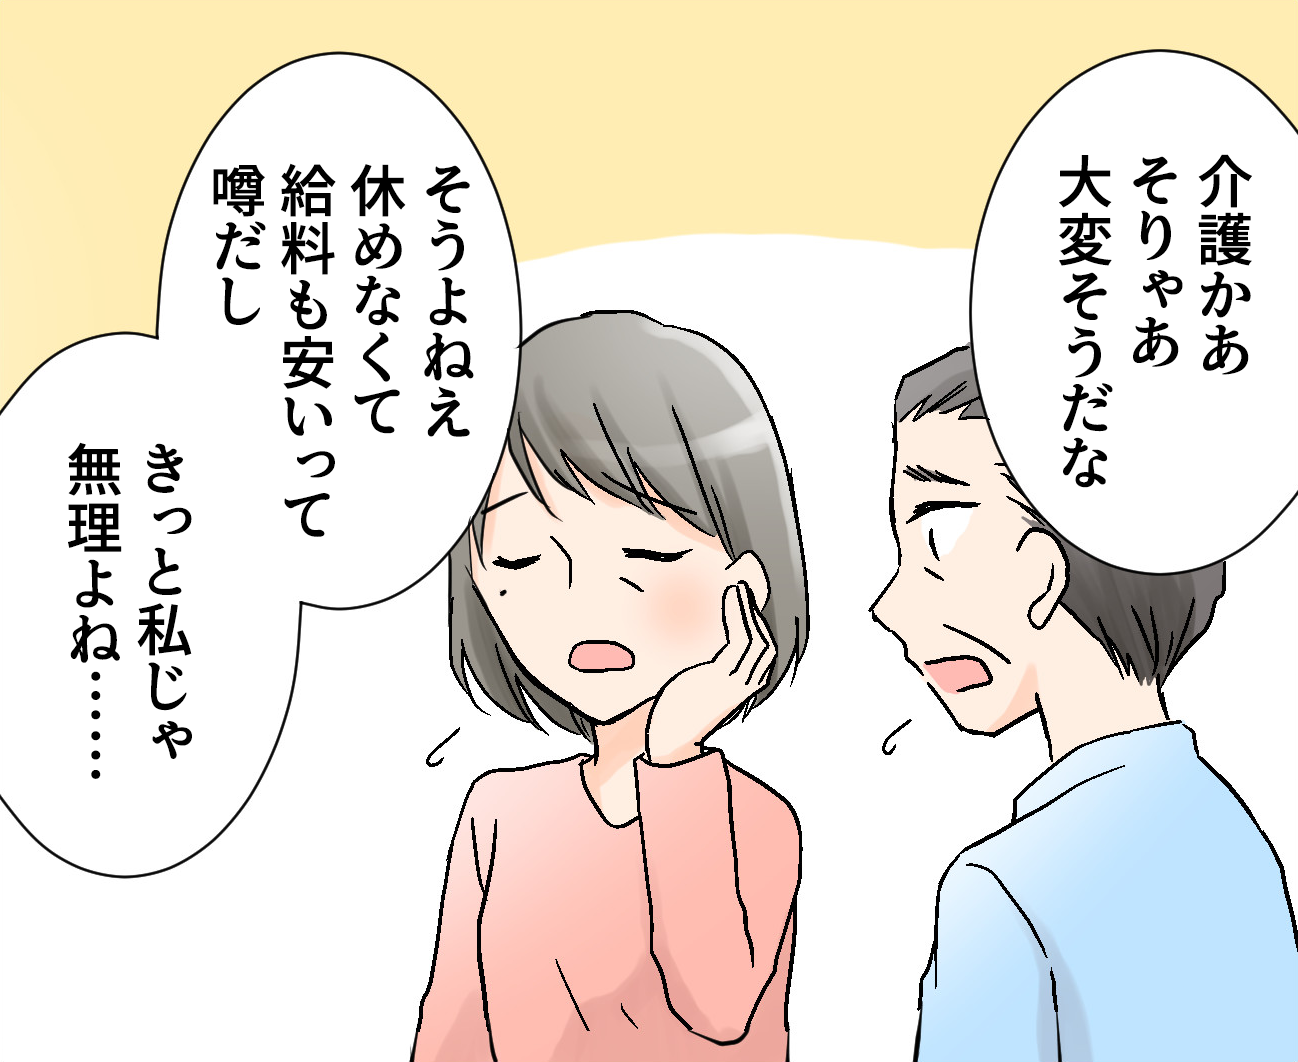 介護かあ
そりゃあ
大変そうだな
そうよねえ
休めなくて
給料も安いって
噂だし
きっと私じゃ
無理よね……